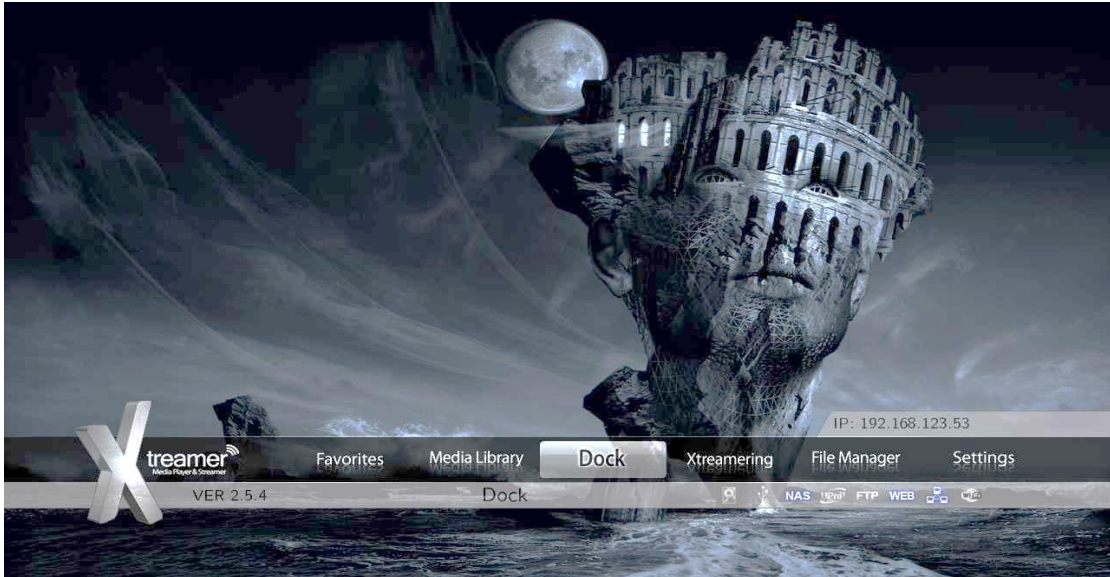 IP: 192.168.123.53
Xtreamer
Media Player & Streamer
Favorites Media Library Dock Xtreamering File Manager Settings
VER 2.5.4 Dock NAS UPnP FTP WEB